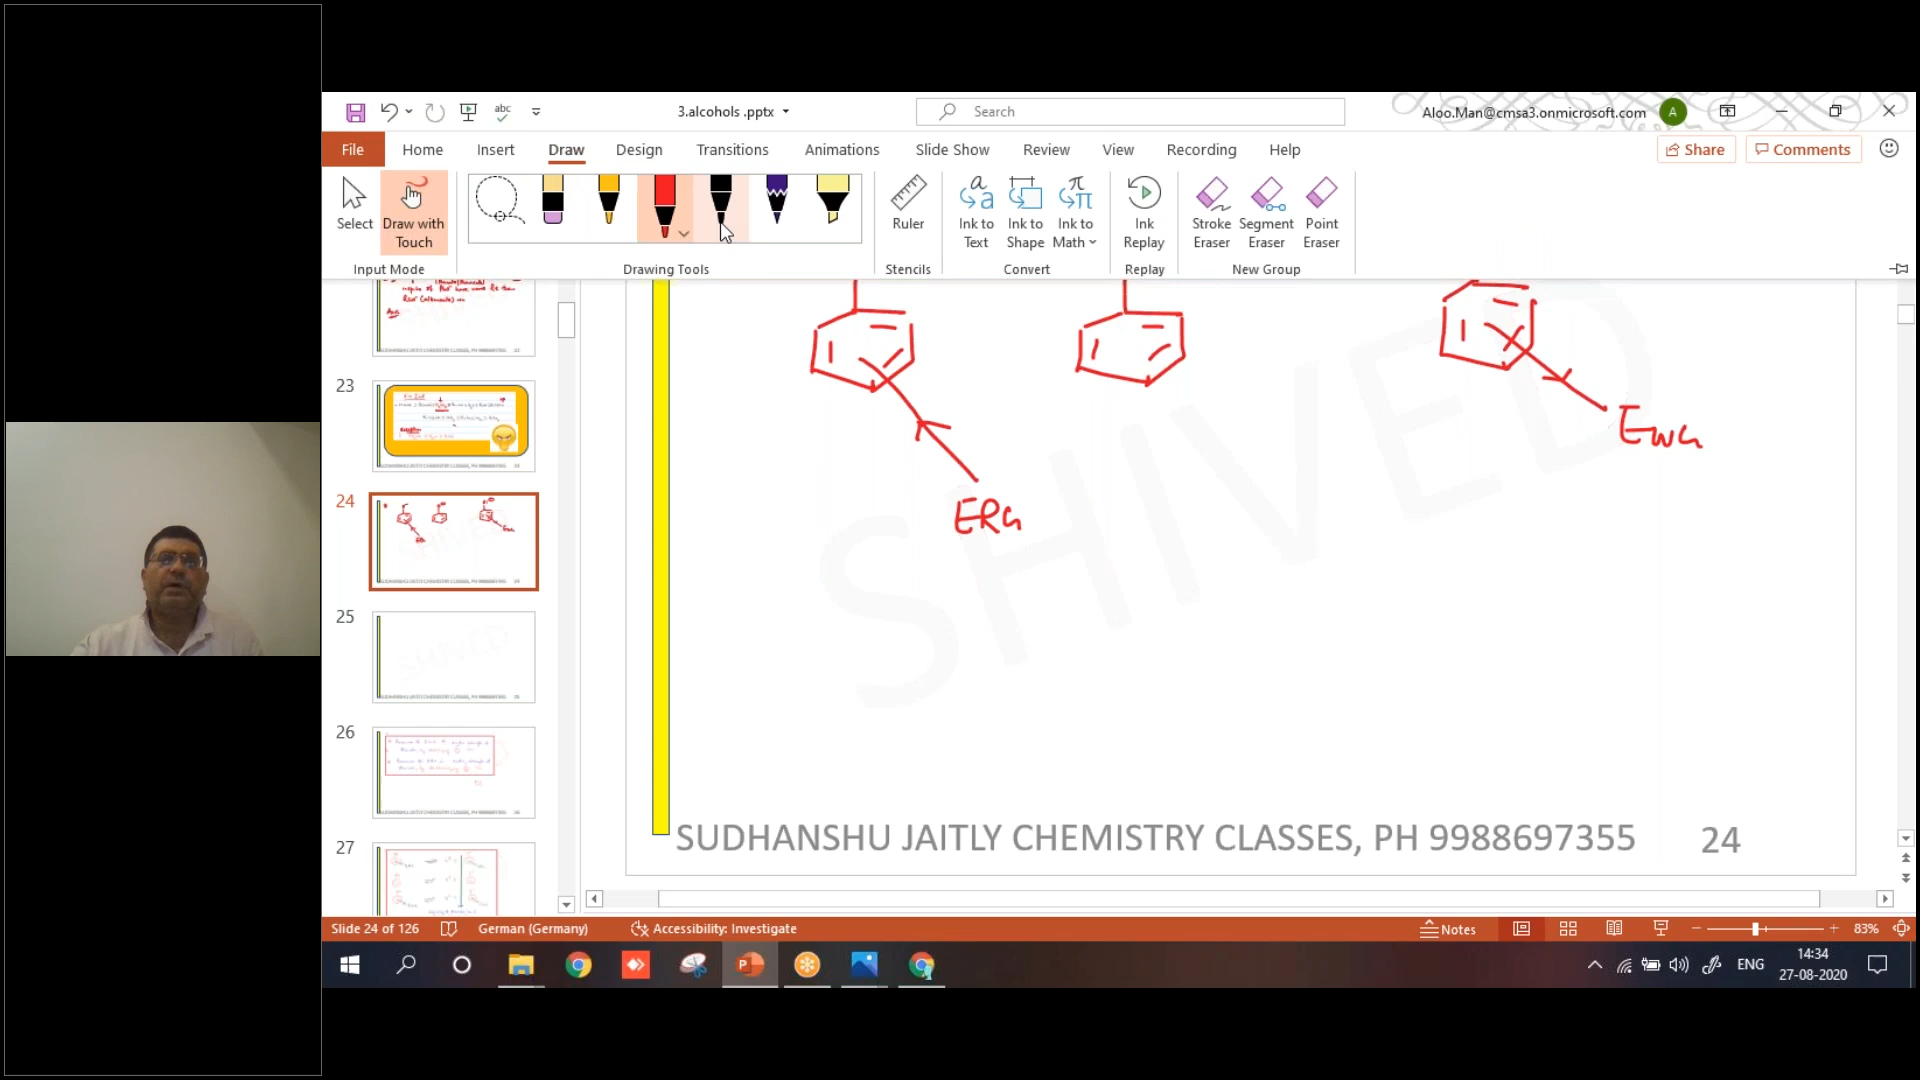 3.alcohols .pptx
Search
Aloo.Man@cmsa3.onmicrosoft.com
A
File Home Insert Draw Design Transitions Animations Slide Show Review View Recording Help
Share
Comments
Select
Draw with Touch
Ruler
Ink to Text
Ink to Shape
Ink to Math
Ink Replay
Stroke Eraser
Segment Eraser
Point Eraser
Input Mode
Drawing Tools
Stencils
Convert
Replay
New Group
23
24
25
26
27
EWG
ERG
SHIVED
SUDHANSHU JAITLY CHEMISTRY CLASSES, PH 9988697355 24
Slide 24 of 126
German (Germany)
Accessibility: Investigate
Notes
83%
ENG
14:34
27-08-2020